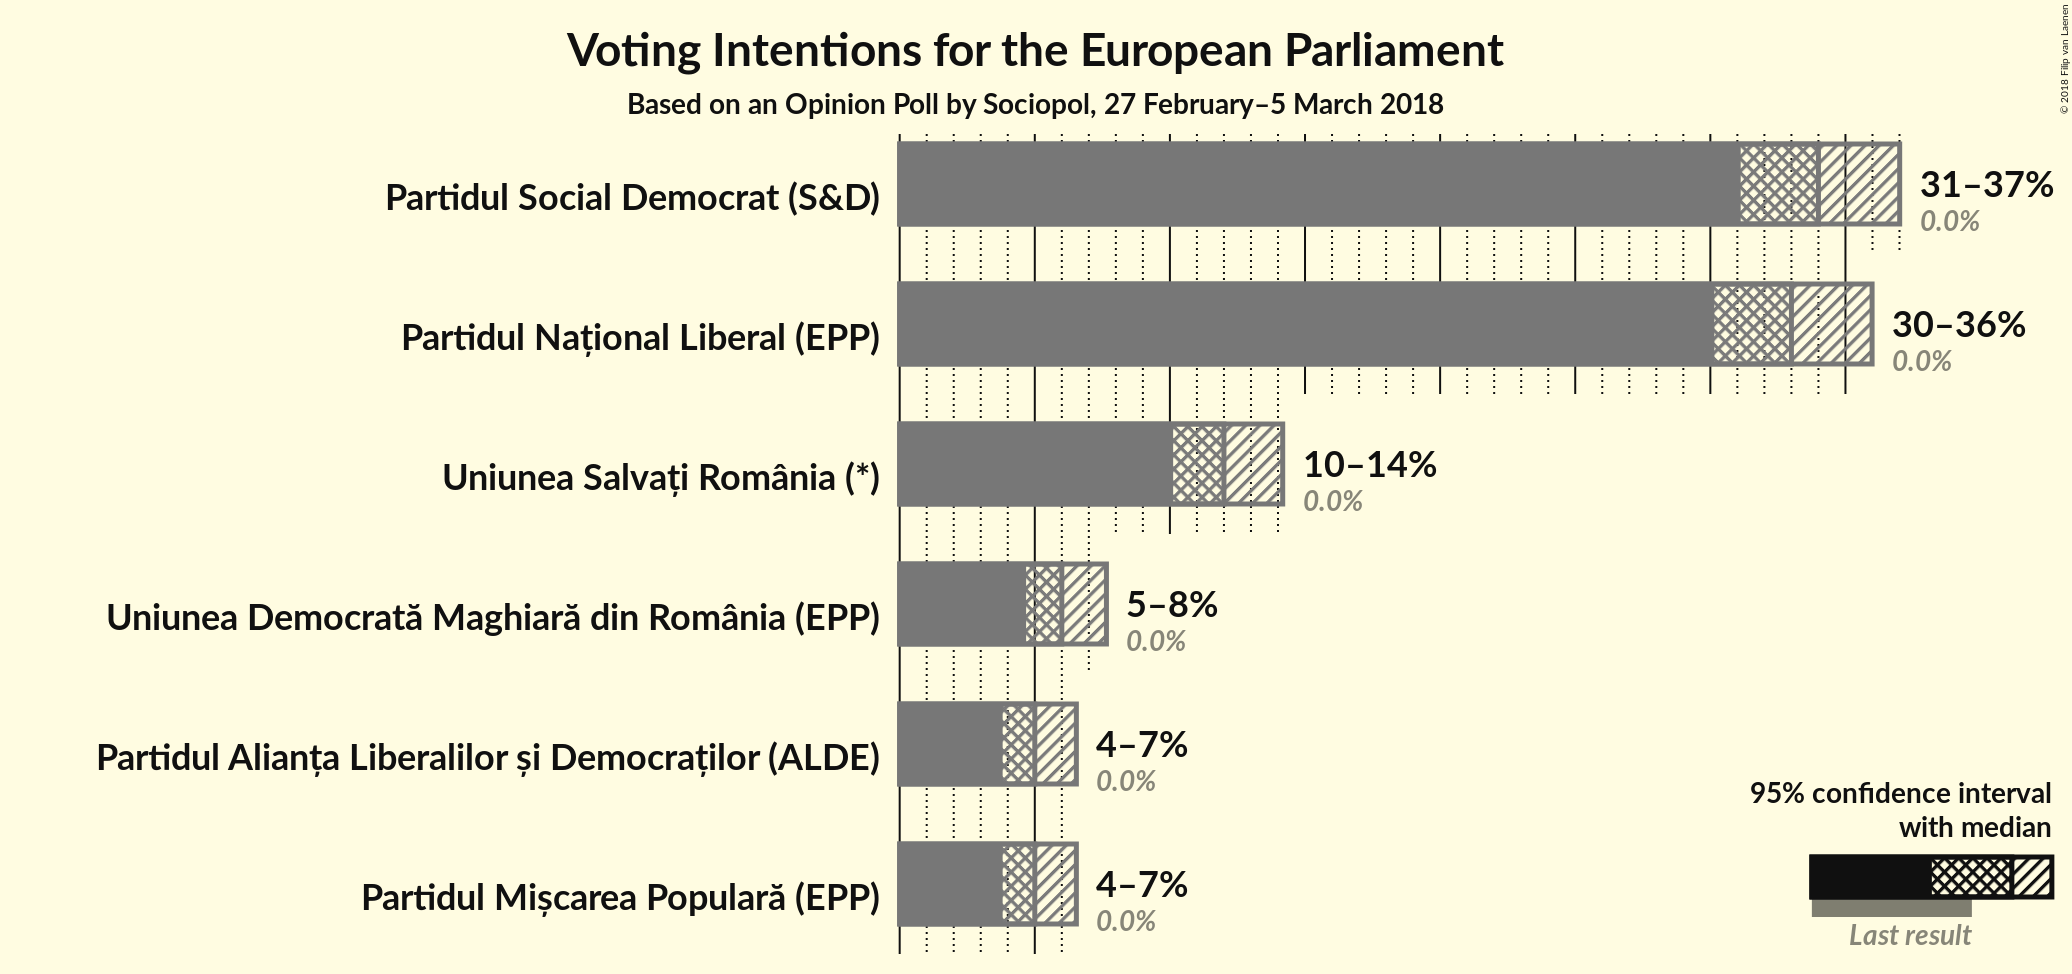 © 2018 Filip van Laenen
Voting Intentions for the European Parliament
Based on an Opinion Poll by Sociopol, 27 February–5 March 2018
Partidul Social Democrat (S&D)
31–37%
0.0%
Partidul Național Liberal (EPP)
30–36%
0.0%
Uniunea Salvați România (*)
10–14%
0.0%
Uniunea Democrată Maghiară din România (EPP)
5–8%
0.0%
Partidul Alianța Liberalilor și Democraților (ALDE)
4–7%
0.0%
Partidul Mișcarea Populară (EPP)
4–7%
0.0%
95% confidence interval
with median
Last result